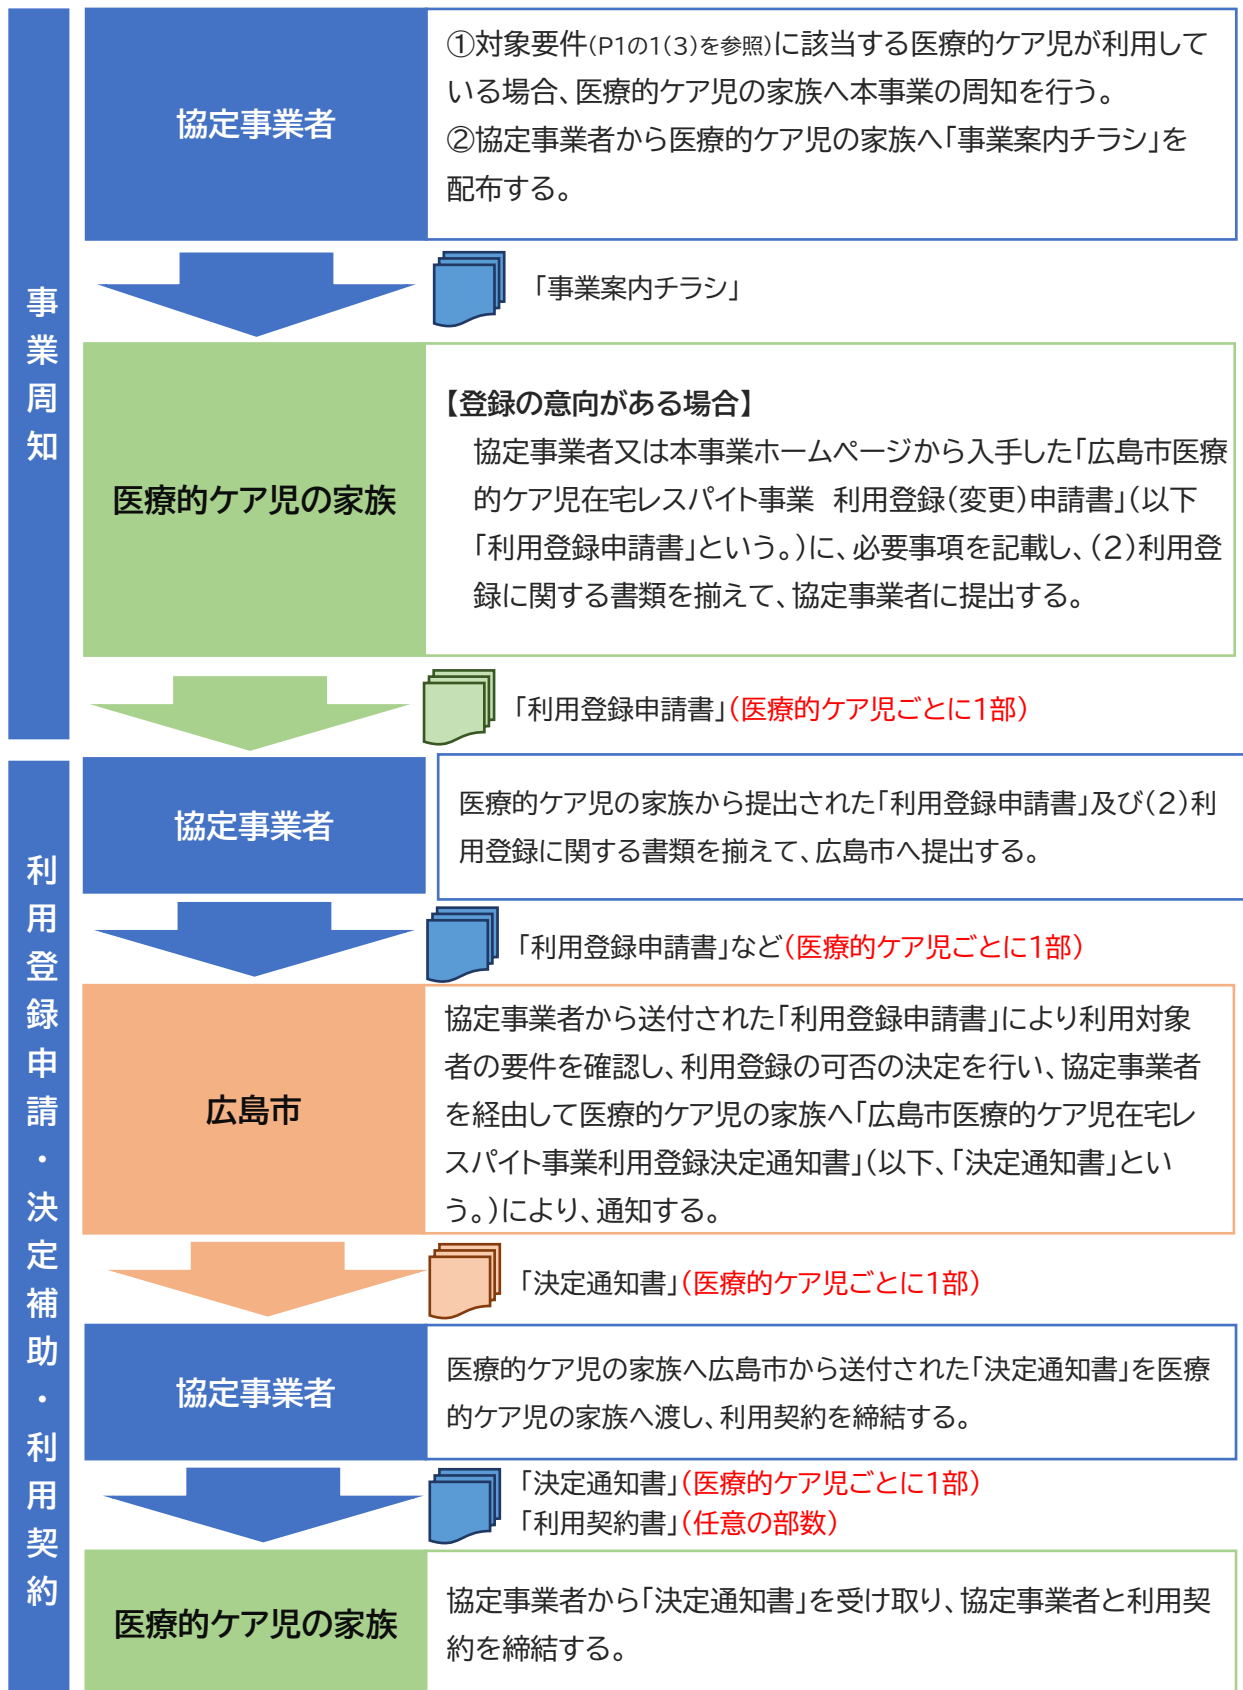 事業周知
協定事業者
①対象要件(P1の1(3)を参照)に該当する医療的ケア児が利用して
いる場合、医療的ケア児の家族へ本事業の周知を行う。
②協定事業者から医療的ケア児の家族へ「事業案内チラシ」を
配布する。
「事業案内チラシ」
医療的ケア児の家族
【登録の意向がある場合】
協定事業者又は本事業ホームページから入手した「広島市医療
的ケア児在宅レスパイト事業 利用登録(変更)申請書」(以下
「利用登録申請書」という。)に、必要事項を記載し、(2)利用登
録に関する書類を揃えて、協定事業者に提出する。
「利用登録申請書」(医療的ケア児ごとに1部)
利用登録申請・決定補助・利用契約
協定事業者
医療的ケア児の家族から提出された「利用登録申請書」及び(2)利
用登録に関する書類を揃えて、広島市へ提出する。
「利用登録申請書」など(医療的ケア児ごとに1部)
広島市
協定事業者から送付された「利用登録申請書」により利用対象
者の要件を確認し、利用登録の可否の決定を行い、協定事業者
を経由して医療的ケア児の家族へ「広島市医療的ケア児在宅レ
スパイト事業利用登録決定通知書」(以下、「決定通知書」とい
う。)により、通知する。
「決定通知書」(医療的ケア児ごとに1部)
協定事業者
医療的ケア児の家族へ広島市から送付された「決定通知書」を医療
的ケア児の家族へ渡し、利用契約を締結する。
「決定通知書」(医療的ケア児ごとに1部)
「利用契約書」(任意の部数)
医療的ケア児の家族
協定事業者から「決定通知書」を受け取り、協定事業者と利用契
約を締結する。